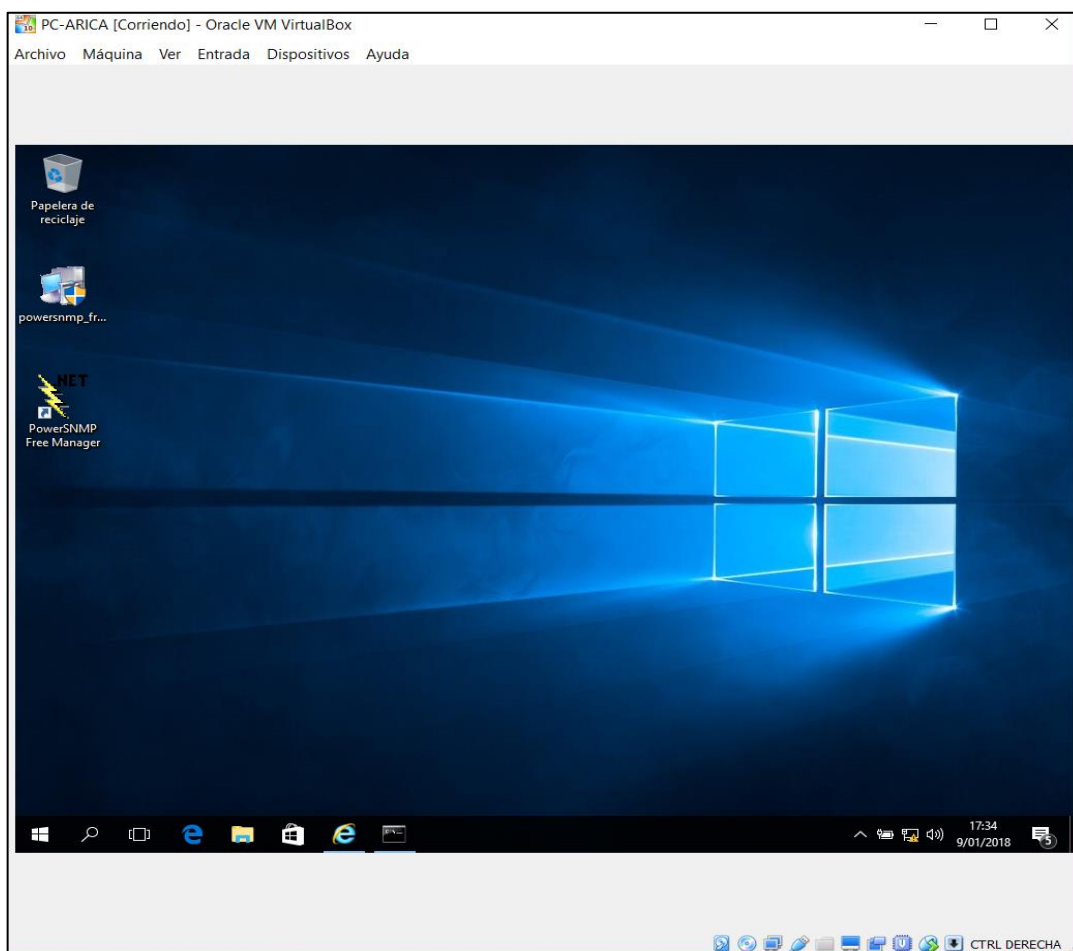 PC-ARICA [Corriendo] - Oracle VM VirtualBox
Archivo Máquina Ver Entrada Dispositivos Ayuda
Papelera de
reciclaje
powersnmp_fr...
.NET
PowerSNMP
Free Manager
17:34
9/01/2018
5
CTRL DERECHA